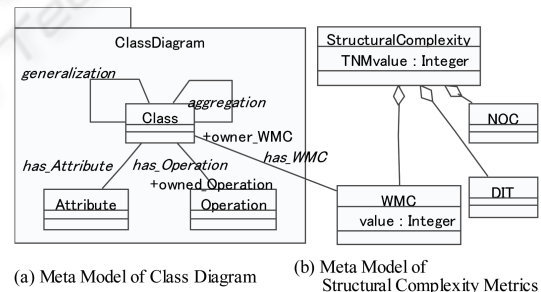 ClassDiagram
generalization
aggregation
Class
+owner_WMC
has_WMC
has_Attribute
has_Operation
+owned_Operation
Attribute
Operation
StructuralComplexity
TNMvalue : Integer
NOC
DIT
WMC
value : Integer
(a) Meta Model of Class Diagram
(b) Meta Model of
Structural Complexity Metrics